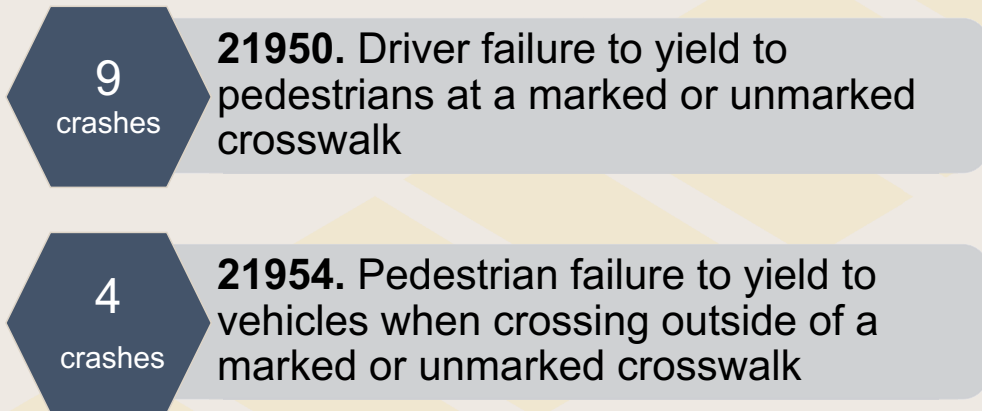 9
crashes
21950. Driver failure to yield to
pedestrians at a marked or unmarked
crosswalk
4
crashes
21954. Pedestrian failure to yield to
vehicles when crossing outside of a
marked or unmarked crosswalk